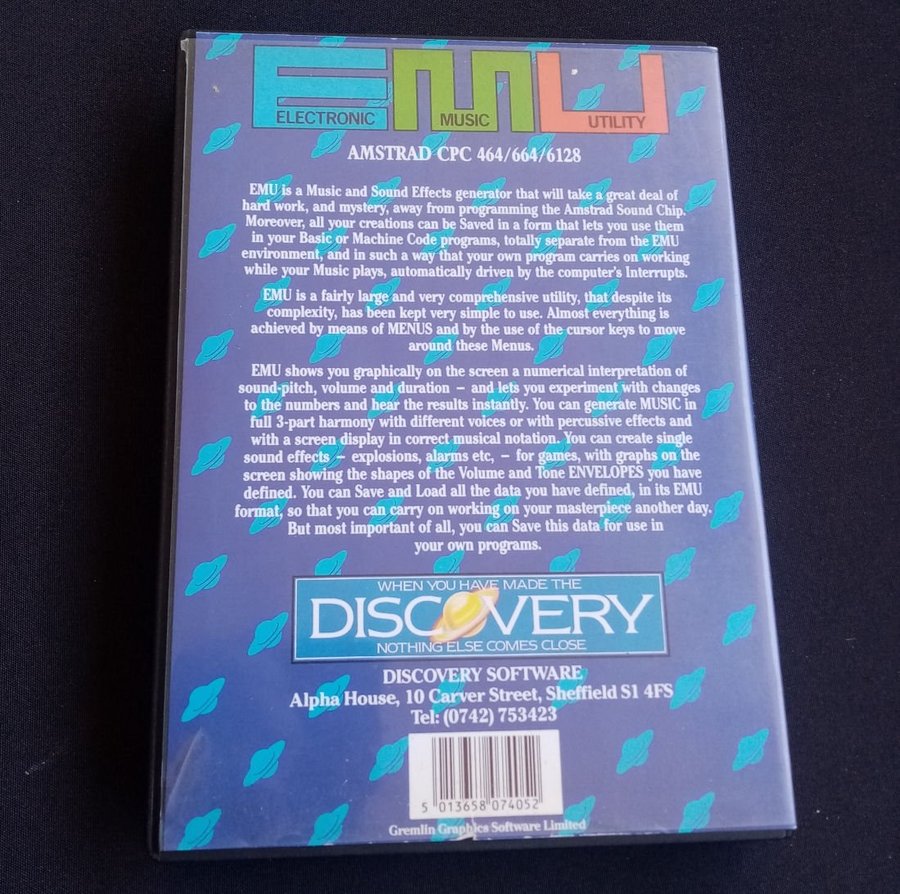 EMU
ELECTRONIC MUSIC UTILITY
AMSTRAD CPC 464/664/6128
EMU is a Music and Sound Effects generator that will take a great deal of
hard work, and mystery, away from programming the Amstrad Sound Chip.
Moreover, all your creations can be Saved in a form that lets you use them
in your Basic or Machine Code programs, totally separate from the EMU
environment, and in such a way that your own program carries on working
while your Music plays, automatically driven by the computer's Interrupts.
EMU is a fairly large and very comprehensive utility, that despite its
complexity, has been kept very simple to use. Almost everything is
achieved by means of MENUS and by the use of the cursor keys to move
around these Menus.
EMU shows you graphically on the screen a numerical interpretation of
sound-pitch, volume and duration – and lets you experiment with changes
to the numbers and hear the results instantly. You can generate MUSIC in
full 3-part harmony with different voices or with percussive effects and
with a screen display in correct musical notation. You can create single
sound effects – explosions, alarms etc, – for games, with graphs on the
screen showing the shapes of the Volume and Tone ENVELOPES you have
defined. You can Save and Load all the data you have defined, in its EMU
format, so that you can carry on working on your masterpiece another day.
But most important of all, you can Save this data for use in
your own programs.
WHEN YOU HAVE MADE THE
DISCOVERY
NOTHING ELSE COMES CLOSE
DISCOVERY SOFTWARE
Alpha House, 10 Carver Street, Sheffield S1 4FS
Tel: (0742) 753423
5 013658 074052
Gremlin Graphics Software Limited